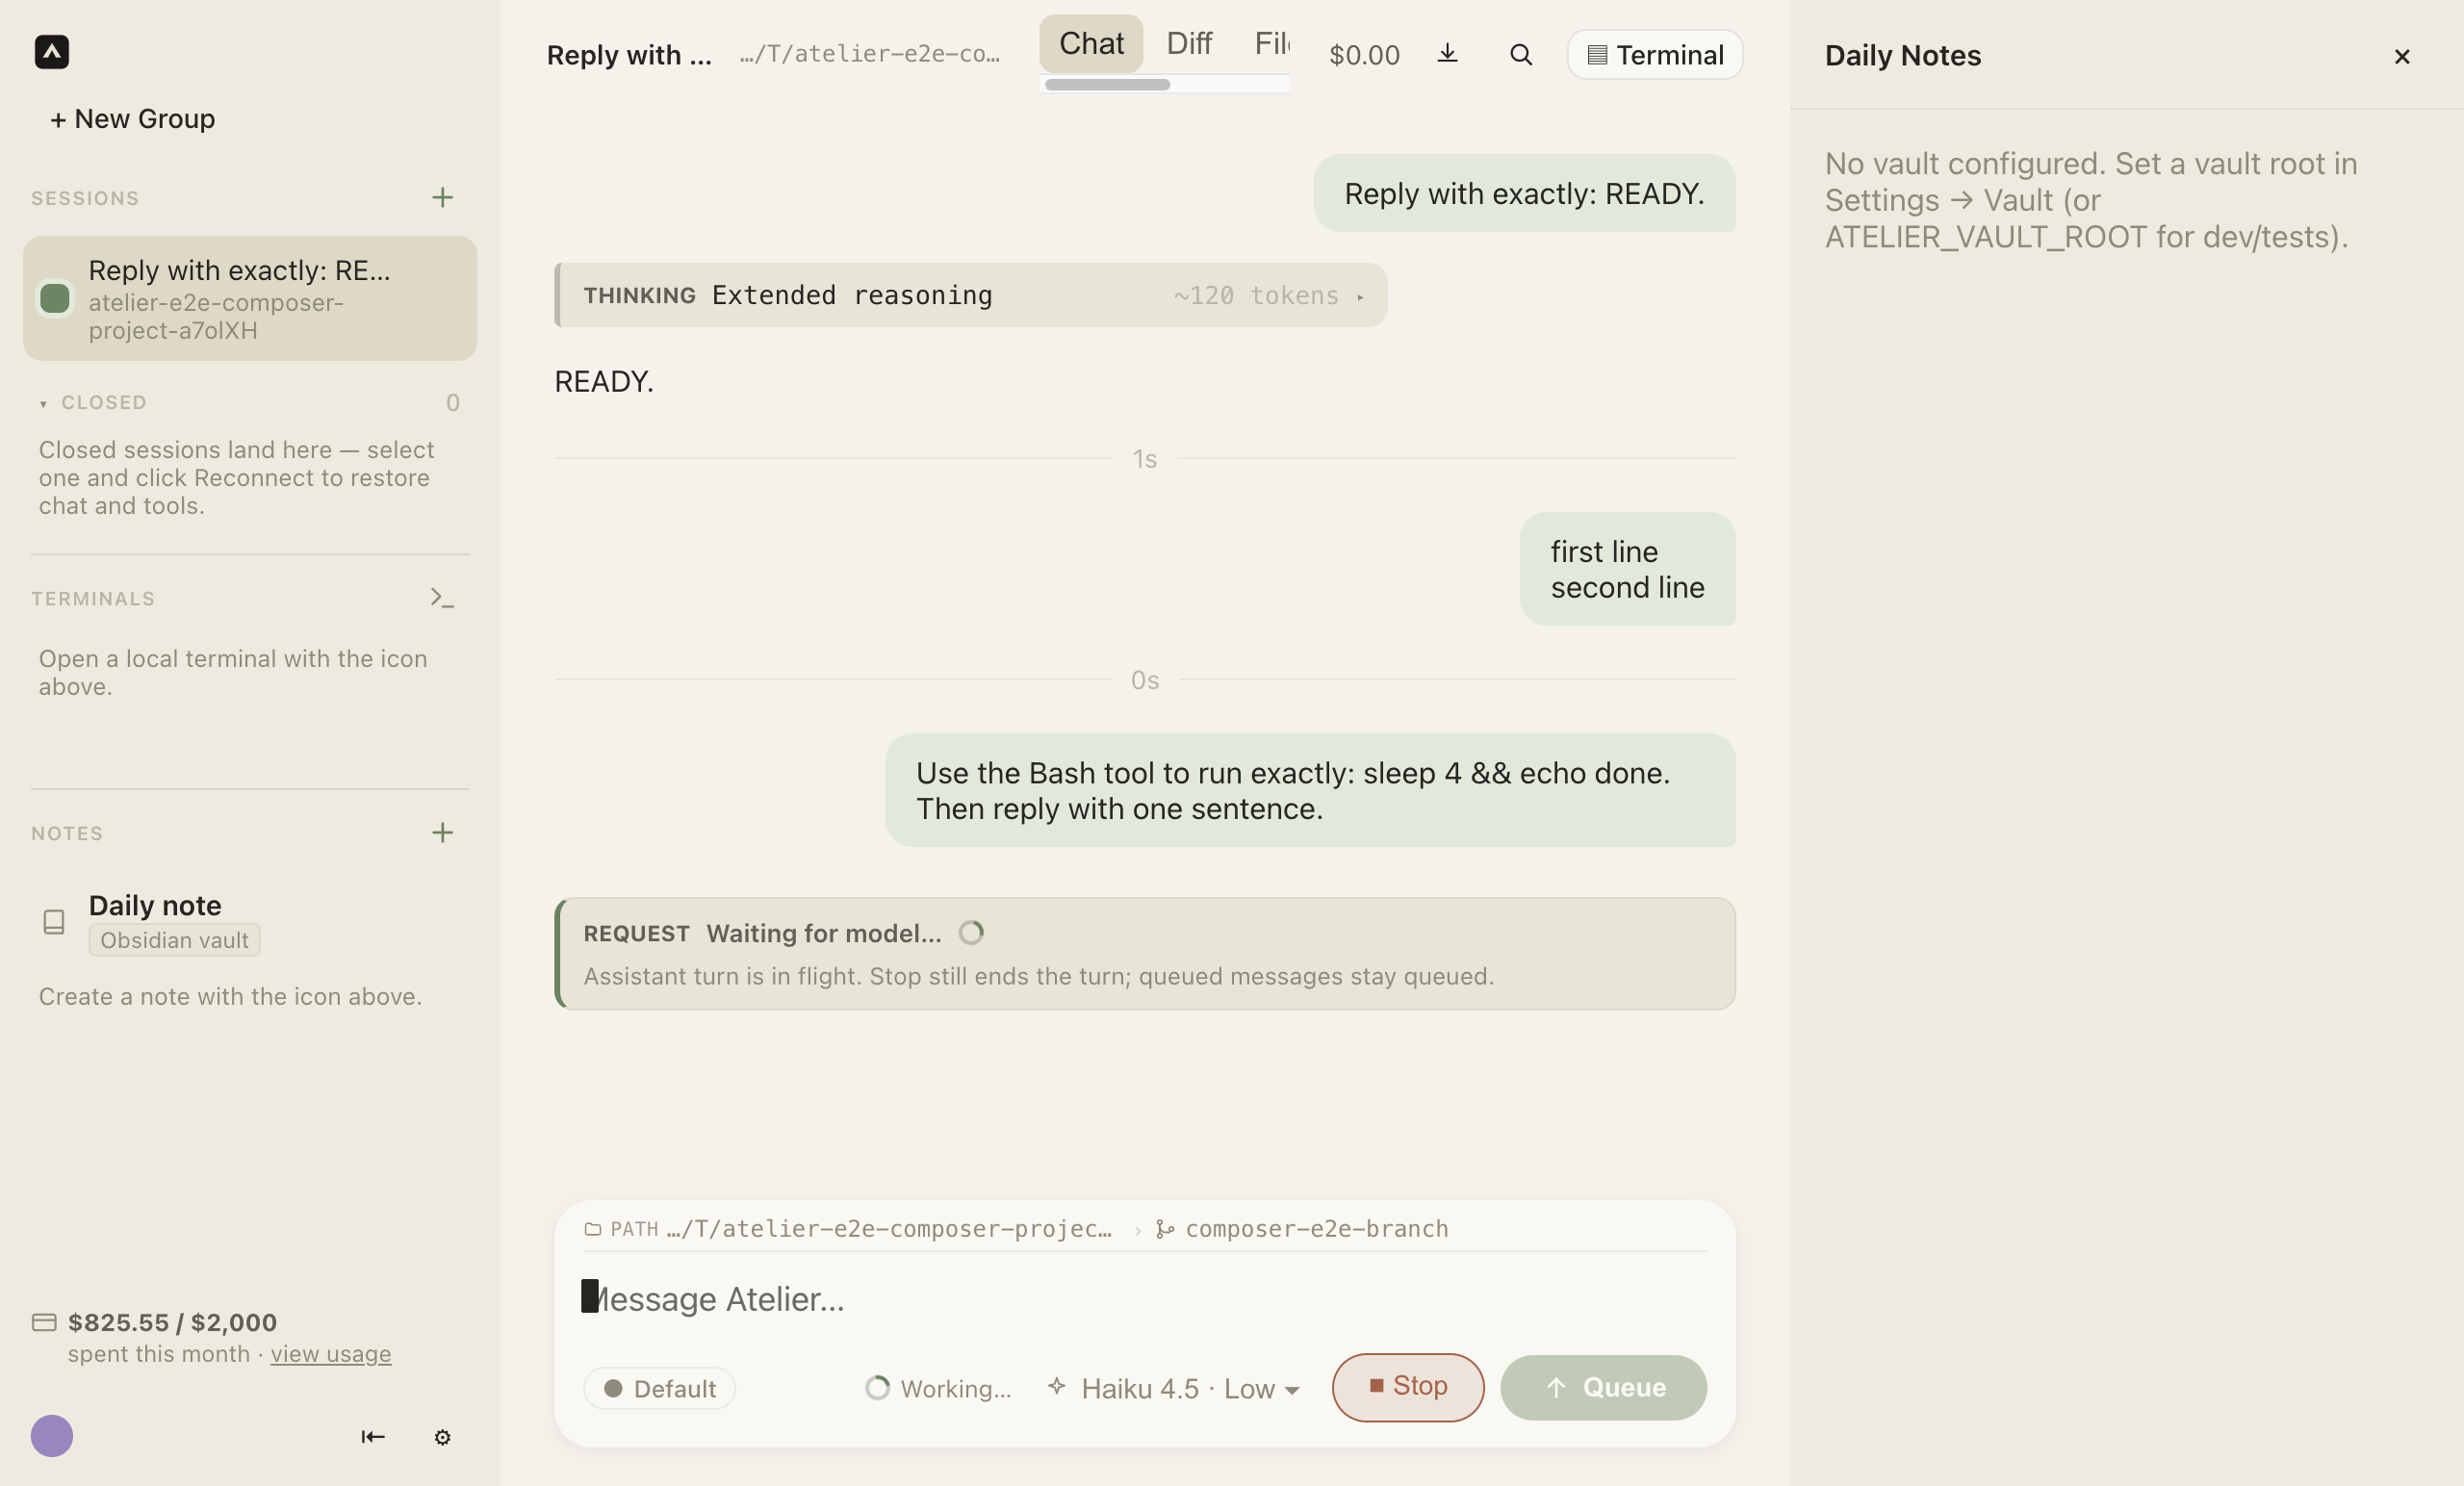 + New Group
SESSIONS
Reply with exactly: RE...
atelier-e2e-composer-
project-a7olXH
CLOSED 0
Closed sessions land here — select
one and click Reconnect to restore
chat and tools.
TERMINALS
Open a local terminal with the icon
above.
NOTES
Daily note
Obsidian vault
Create a note with the icon above.
$825.55 / $2,000
spent this month · view usage
Reply with ... …/T/atelier-e2e-co… Chat Diff $0.00 Terminal
Reply with exactly: READY.
THINKING Extended reasoning ~120 tokens
READY.
1s
first line
second line
0s
Use the Bash tool to run exactly: sleep 4 && echo done.
Then reply with one sentence.
REQUEST Waiting for model...
Assistant turn is in flight. Stop still ends the turn; queued messages stay queued.
PATH …/T/atelier-e2e-composer-projec… › composer-e2e-branch
Message Atelier...
Default Working... Haiku 4.5 · Low Stop Queue
Daily Notes
No vault configured. Set a vault root in
Settings → Vault (or
ATELIER_VAULT_ROOT for dev/tests).